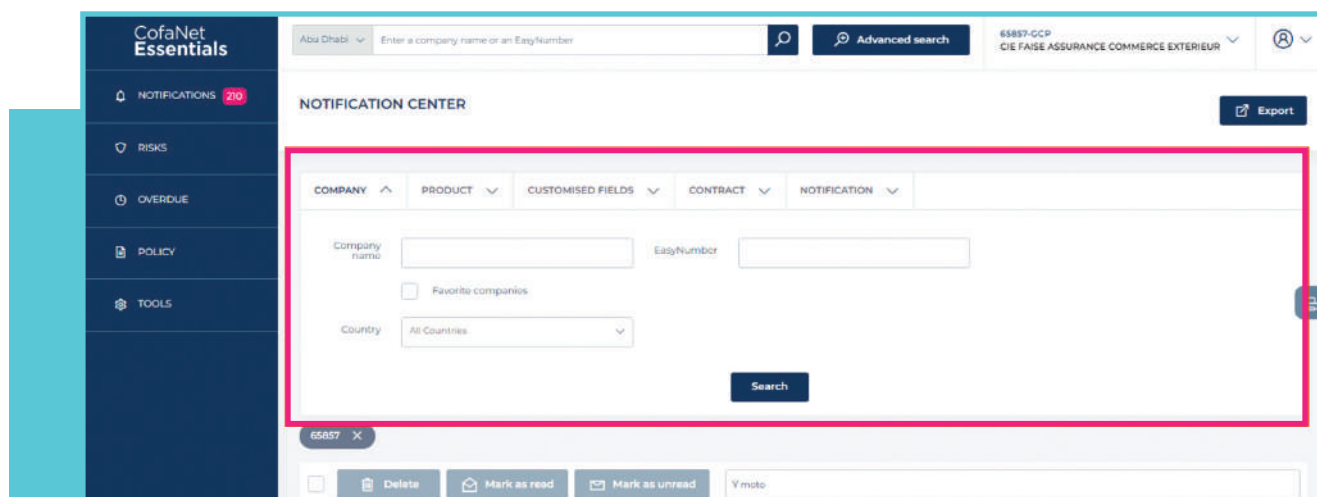 CofaNet
Essentials
Abu Dhabi
Enter a company name or an EasyNumber
Advanced search
65857-GCP
CIE FAISE ASSURANCE COMMERCE EXTERIEUR
NOTIFICATIONS 210
RISKS
OVERDUE
POLICY
TOOLS
NOTIFICATION CENTER
Export
COMPANY PRODUCT CUSTOMISED FIELDS CONTRACT NOTIFICATION
Company name
EasyNumber
Favorite companies
Country
All Countries
Search
65857 X
Delete Mark as read Mark as unread Y moto